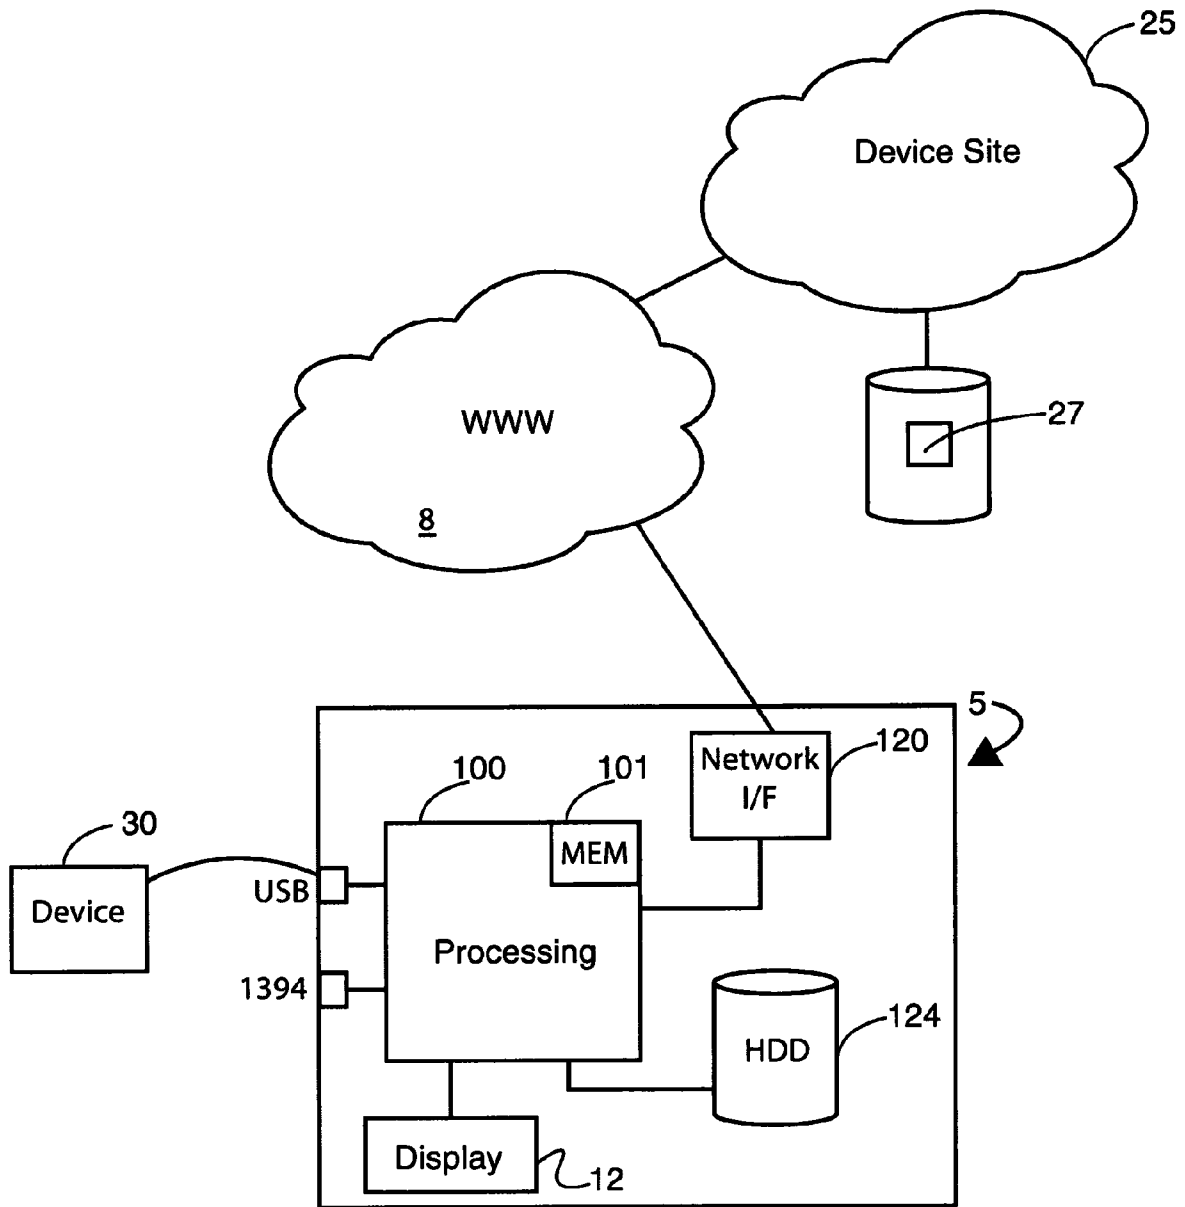 25
Device Site
WWW
27
8
5
Network
I/F
120
100
101
MEM
30
USB
Device
Processing
1394
HDD
124
Display
12